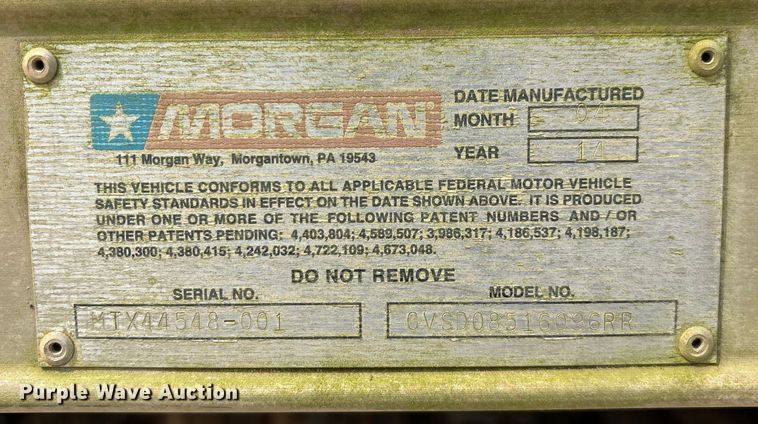 MORGAN®
111 Morgan Way, Morgantown, PA 19543
DATE MANUFACTURED
MONTH 04
YEAR 14
THIS VEHICLE CONFORMS TO ALL APPLICABLE FEDERAL MOTOR VEHICLE
SAFETY STANDARDS IN EFFECT ON THE DATE SHOWN ABOVE. IT IS PRODUCED
UNDER ONE OR MORE OF THE FOLLOWING PATENT NUMBERS AND / OR
OTHER PATENTS PENDING: 4,403,804; 4,589,507; 3,986,317; 4,186,537; 4,198,187;
4,380,300; 4,380,415; 4,242,032; 4,722,109; 4,673,048.
DO NOT REMOVE
SERIAL NO. MODEL NO.
MTX44548-001 GVSD08516096RR
Purple Wave Auction